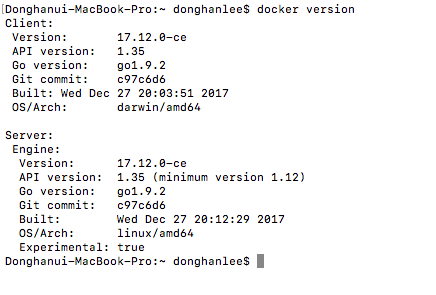 [Donghanui-MacBook-Pro:~ donghanlee$ docker version
Client:
 Version:	17.12.0-ce
 API version:	1.35
 Go version:	go1.9.2
 Git commit:	c97c6d6
 Built:	Wed Dec 27 20:03:51 2017
 OS/Arch:	darwin/amd64

Server:
 Engine:
  Version:	17.12.0-ce
  API version:	1.35 (minimum version 1.12)
  Go version:	go1.9.2
  Git commit:	c97c6d6
  Built:	Wed Dec 27 20:12:29 2017
  OS/Arch:	linux/amd64
  Experimental:	true
Donghanui-MacBook-Pro:~ donghanlee$